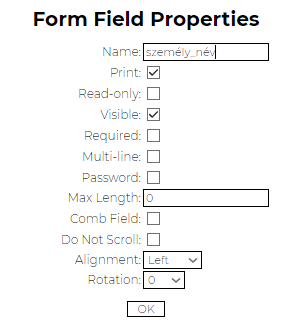 Form Field Properties
Name: személy_név
Print:
Read-only:
Visible:
Required:
Multi-line:
Password:
Max Length: 0
Comb Field:
Do Not Scroll:
Alignment: Left
Rotation: 0
OK